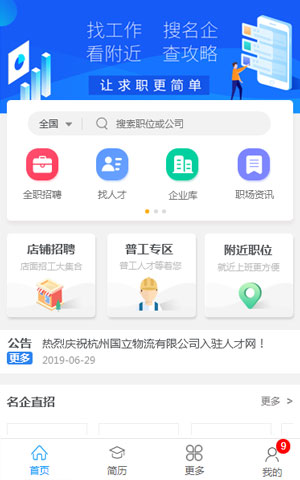 找工作 搜名企
看附近 查攻略
让求职更简单
全国 搜索职位或公司
全职招聘 找人才 企业库 职场资讯
店铺招聘 普工专区 附近职位
店面招工大集合 普工人才等着您 就近上班更方便
公告 热烈庆祝杭州国立物流有限公司入驻人才网！
更多 2019-06-29
名企直招 更多 >
9
首页 简历 更多 我的